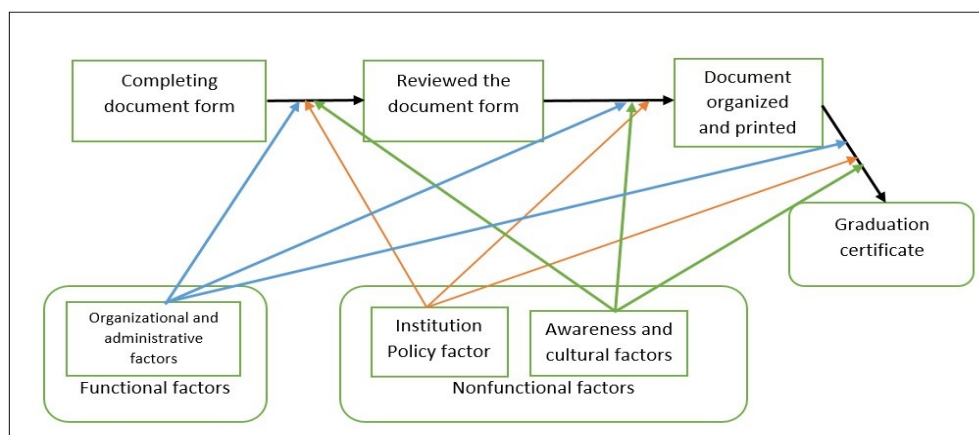 Completing
document form
Reviewed the
document form
Document
organized
and printed
Graduation
certificate
Organizational and
administrative
factors
Functional factors
Institution
Policy factor
Awareness and
cultural factors
Nonfunctional factors